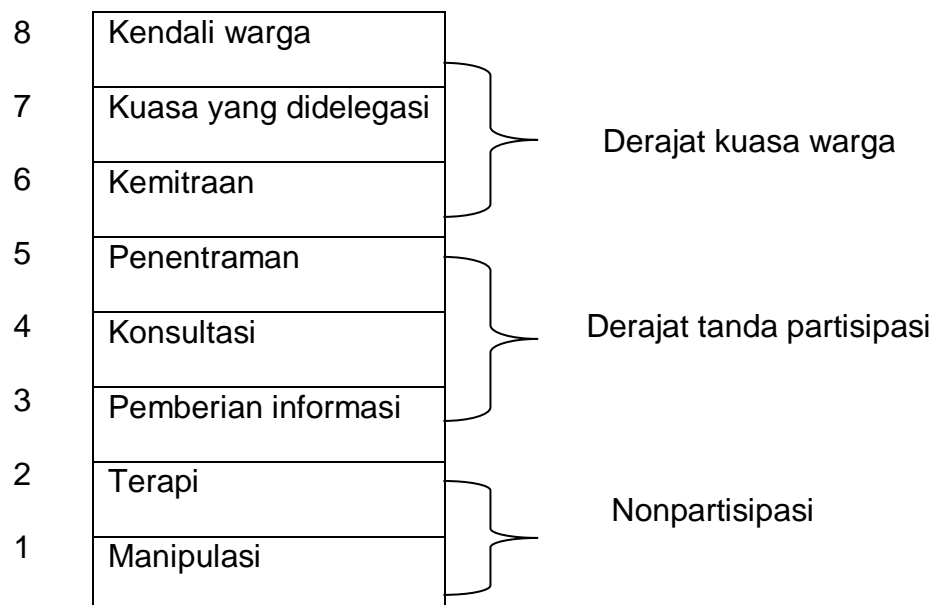 8 Kendali warga
7 Kuasa yang didelegasi
Derajat kuasa warga
6 Kemitraan
5 Penentraman
4 Konsultasi
Derajat tanda partisipasi
3 Pemberian informasi
2 Terapi
Nonpartisipasi
1 Manipulasi